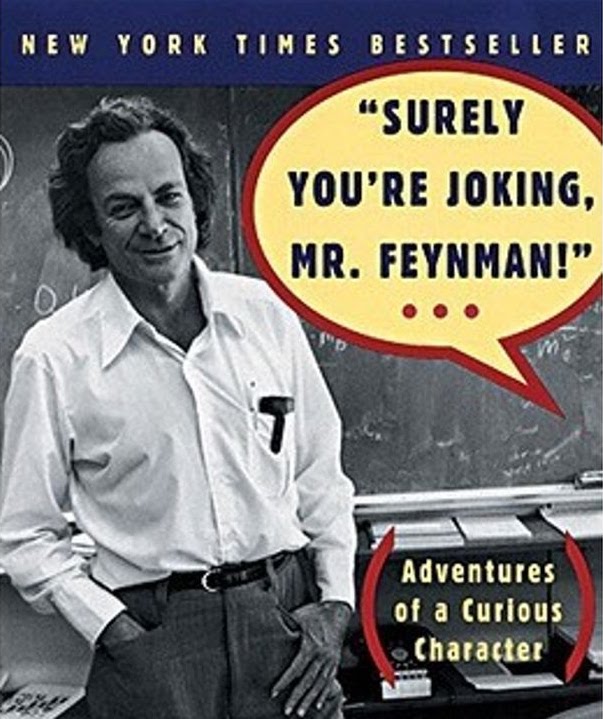 NEW YORK TIMES BESTSELLER
“SURELY
YOU’RE JOKING,
MR. FEYNMAN!”
Adventures
of a Curious
Character